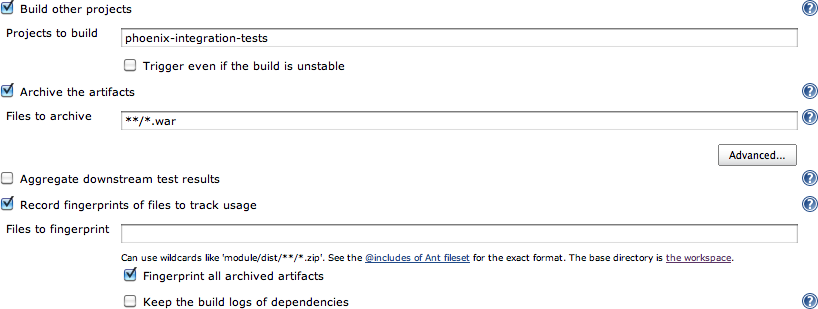 Build other projects
Projects to build
phoenix-integration-tests
Trigger even if the build is unstable
Archive the artifacts
Files to archive
**/*.war
Advanced...
Aggregate downstream test results
Record fingerprints of files to track usage
Files to fingerprint
Can use wildcards like 'module/dist/**/*.zip'. See the @includes of Ant fileset for the exact format. The base directory is the workspace.
Fingerprint all archived artifacts
Keep the build logs of dependencies